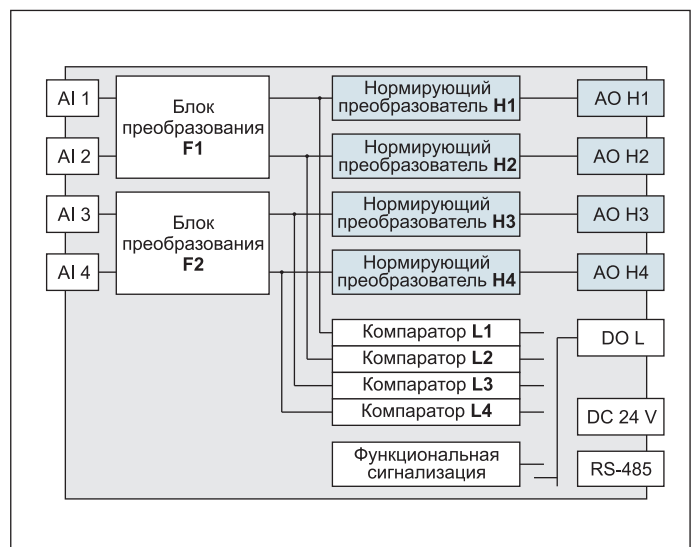 AI 1
AI 2
AI 3
AI 4
Блок
преобразования
F1
Блок
преобразования
F2
Нормирующий
преобразователь H1
Нормирующий
преобразователь H2
Нормирующий
преобразователь H3
Нормирующий
преобразователь H4
Компаратор L1
Компаратор L2
Компаратор L3
Компаратор L4
Функциональная
сигнализация
AO H1
AO H2
AO H3
AO H4
DO L
DC 24 V
RS-485